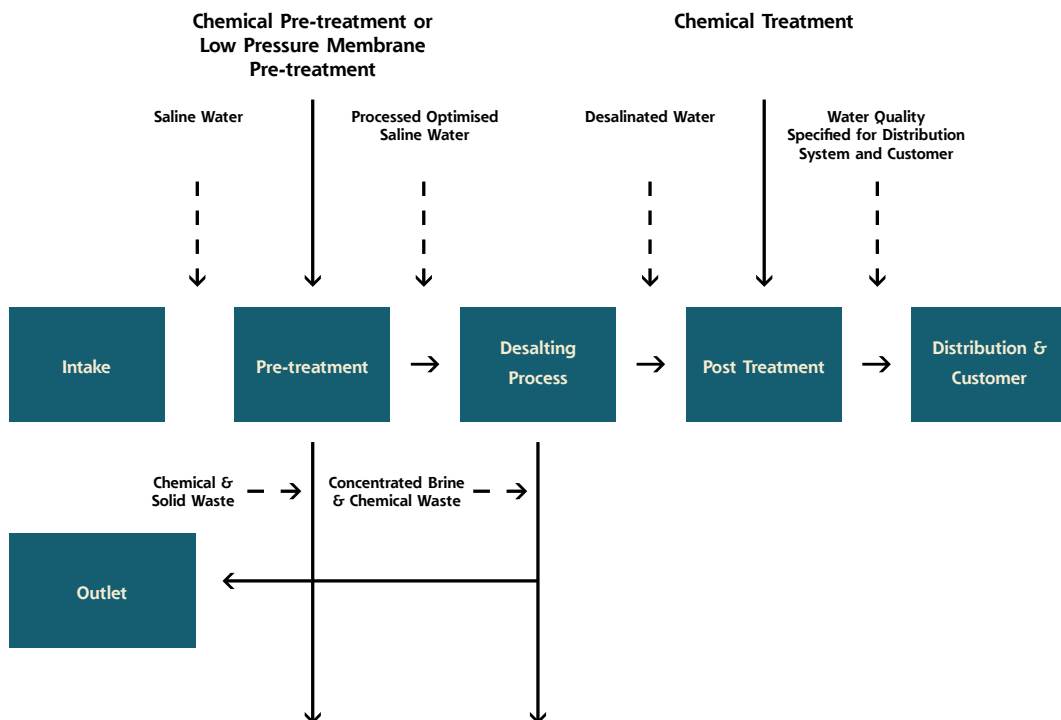 Chemical Pre-treatment or
Low Pressure Membrane
Pre-treatment
Chemical Treatment
Saline Water
Processed Optimised
Saline Water
Desalinated Water
Water Quality
Specified for Distribution
System and Customer
Intake
Pre-treatment
Desalting
Process
Post Treatment
Distribution &
Customer
Chemical &
Solid Waste
Concentrated Brine
& Chemical Waste
Outlet